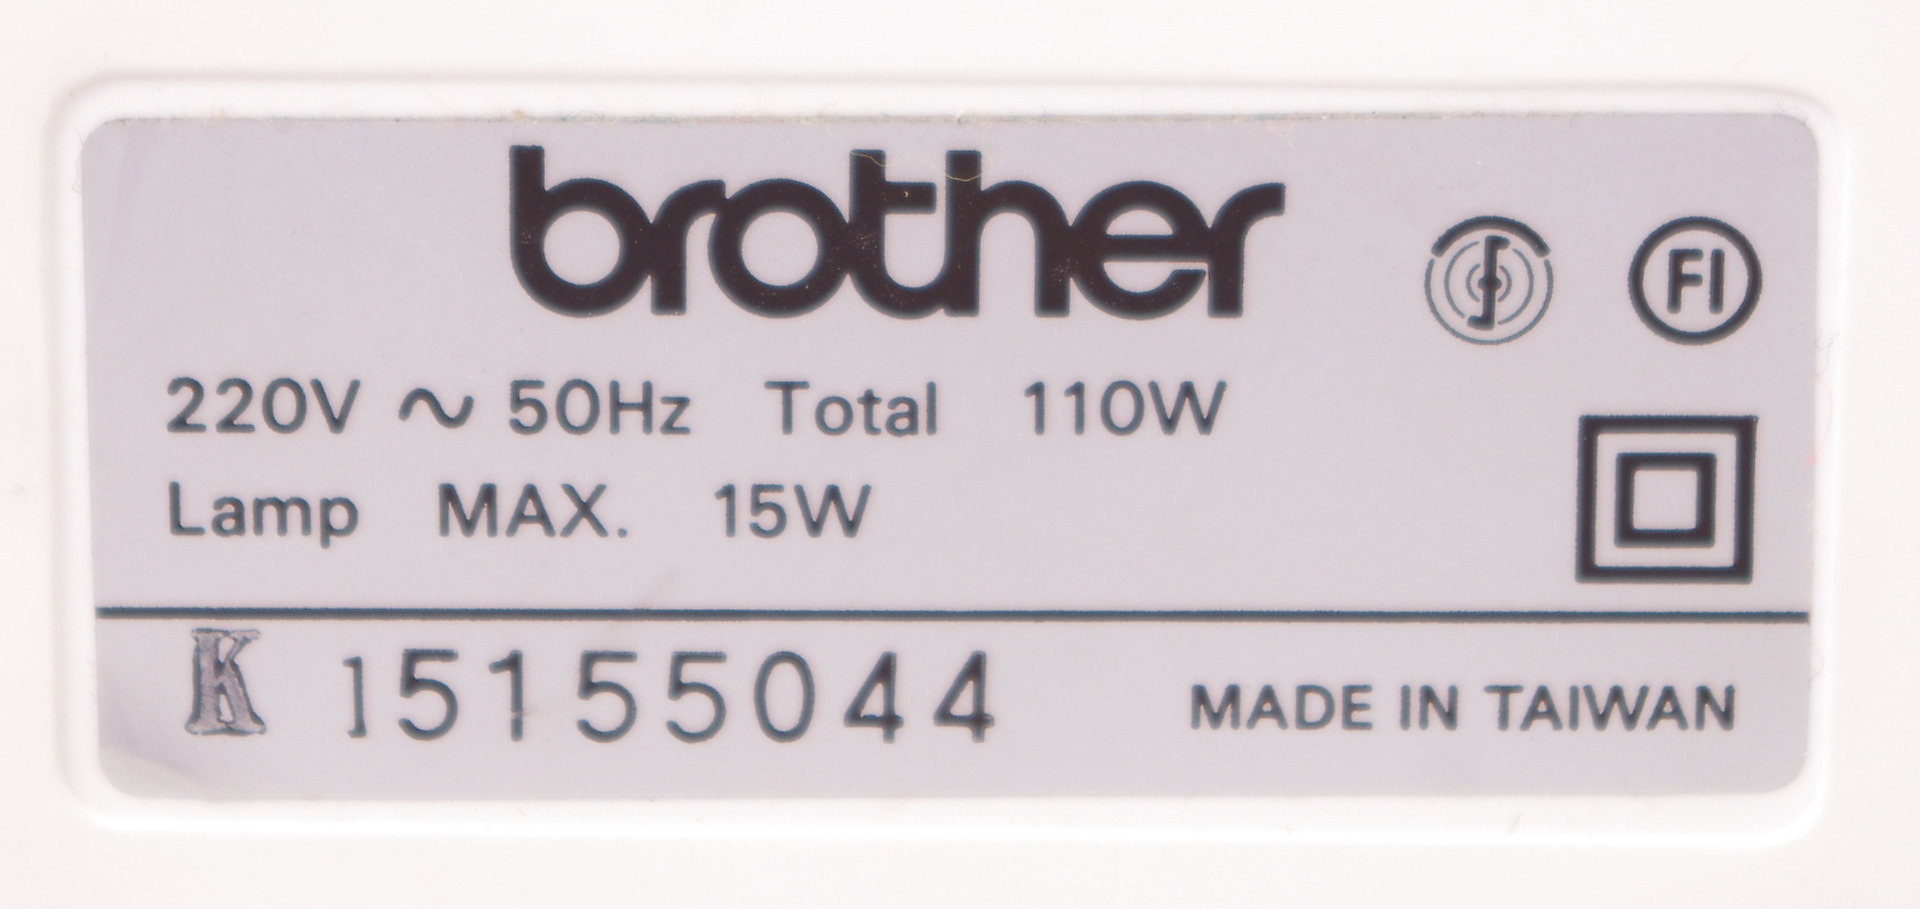 brother
FI
220V ~ 50Hz Total 110W
Lamp MAX. 15W
K 15155044
MADE IN TAIWAN